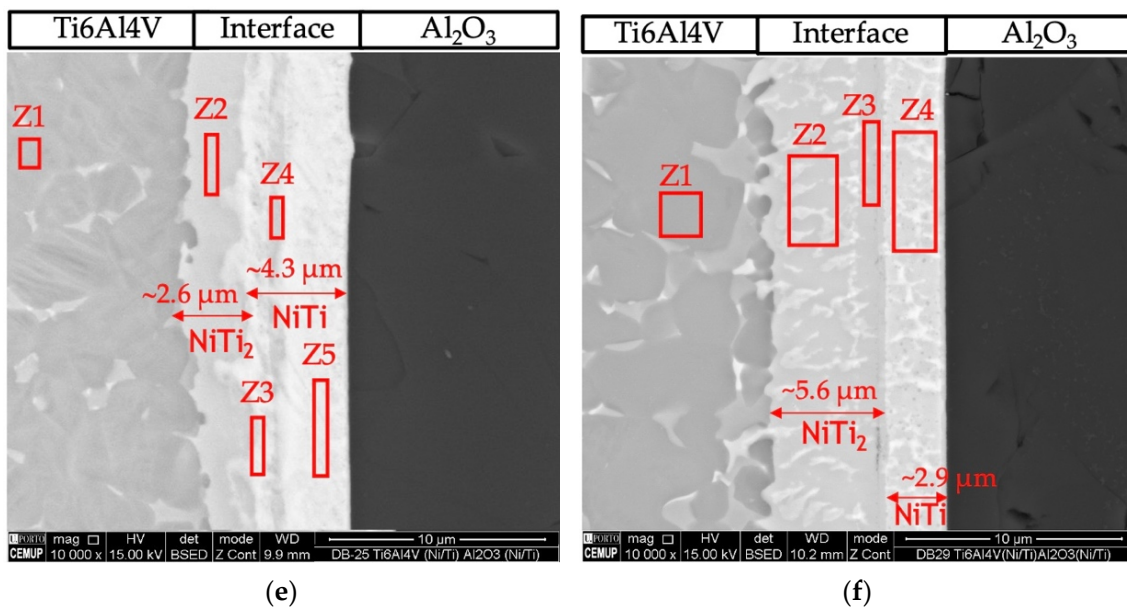 Ti6Al4V Interface Al₂O₃
Z1
Z2
Z4
~4.3 µm
~2.6 µm
NiTi
NiTi₂
Z5
Z3
U.PORTO
CEMUP
mag HV det mode WD 10 µm
10 000 x 15.00 kV BSED Z Cont 9.9 mm DB-25 Ti6Al4V (Ni/Ti) Al2O3 (Ni/Ti)
(e)
Ti6Al4V Interface Al₂O₃
Z3
Z4
Z2
Z1
~5.6 µm
NiTi₂
~2.9 µm
NiTi
U.PORTO
CEMUP
mag HV det WD mode 10 µm
10 000 x 15.00 kV BSED 10.2 mm Z Cont DB29 Ti6Al4V(Ni/Ti)Al2O3(Ni/Ti)
(f)